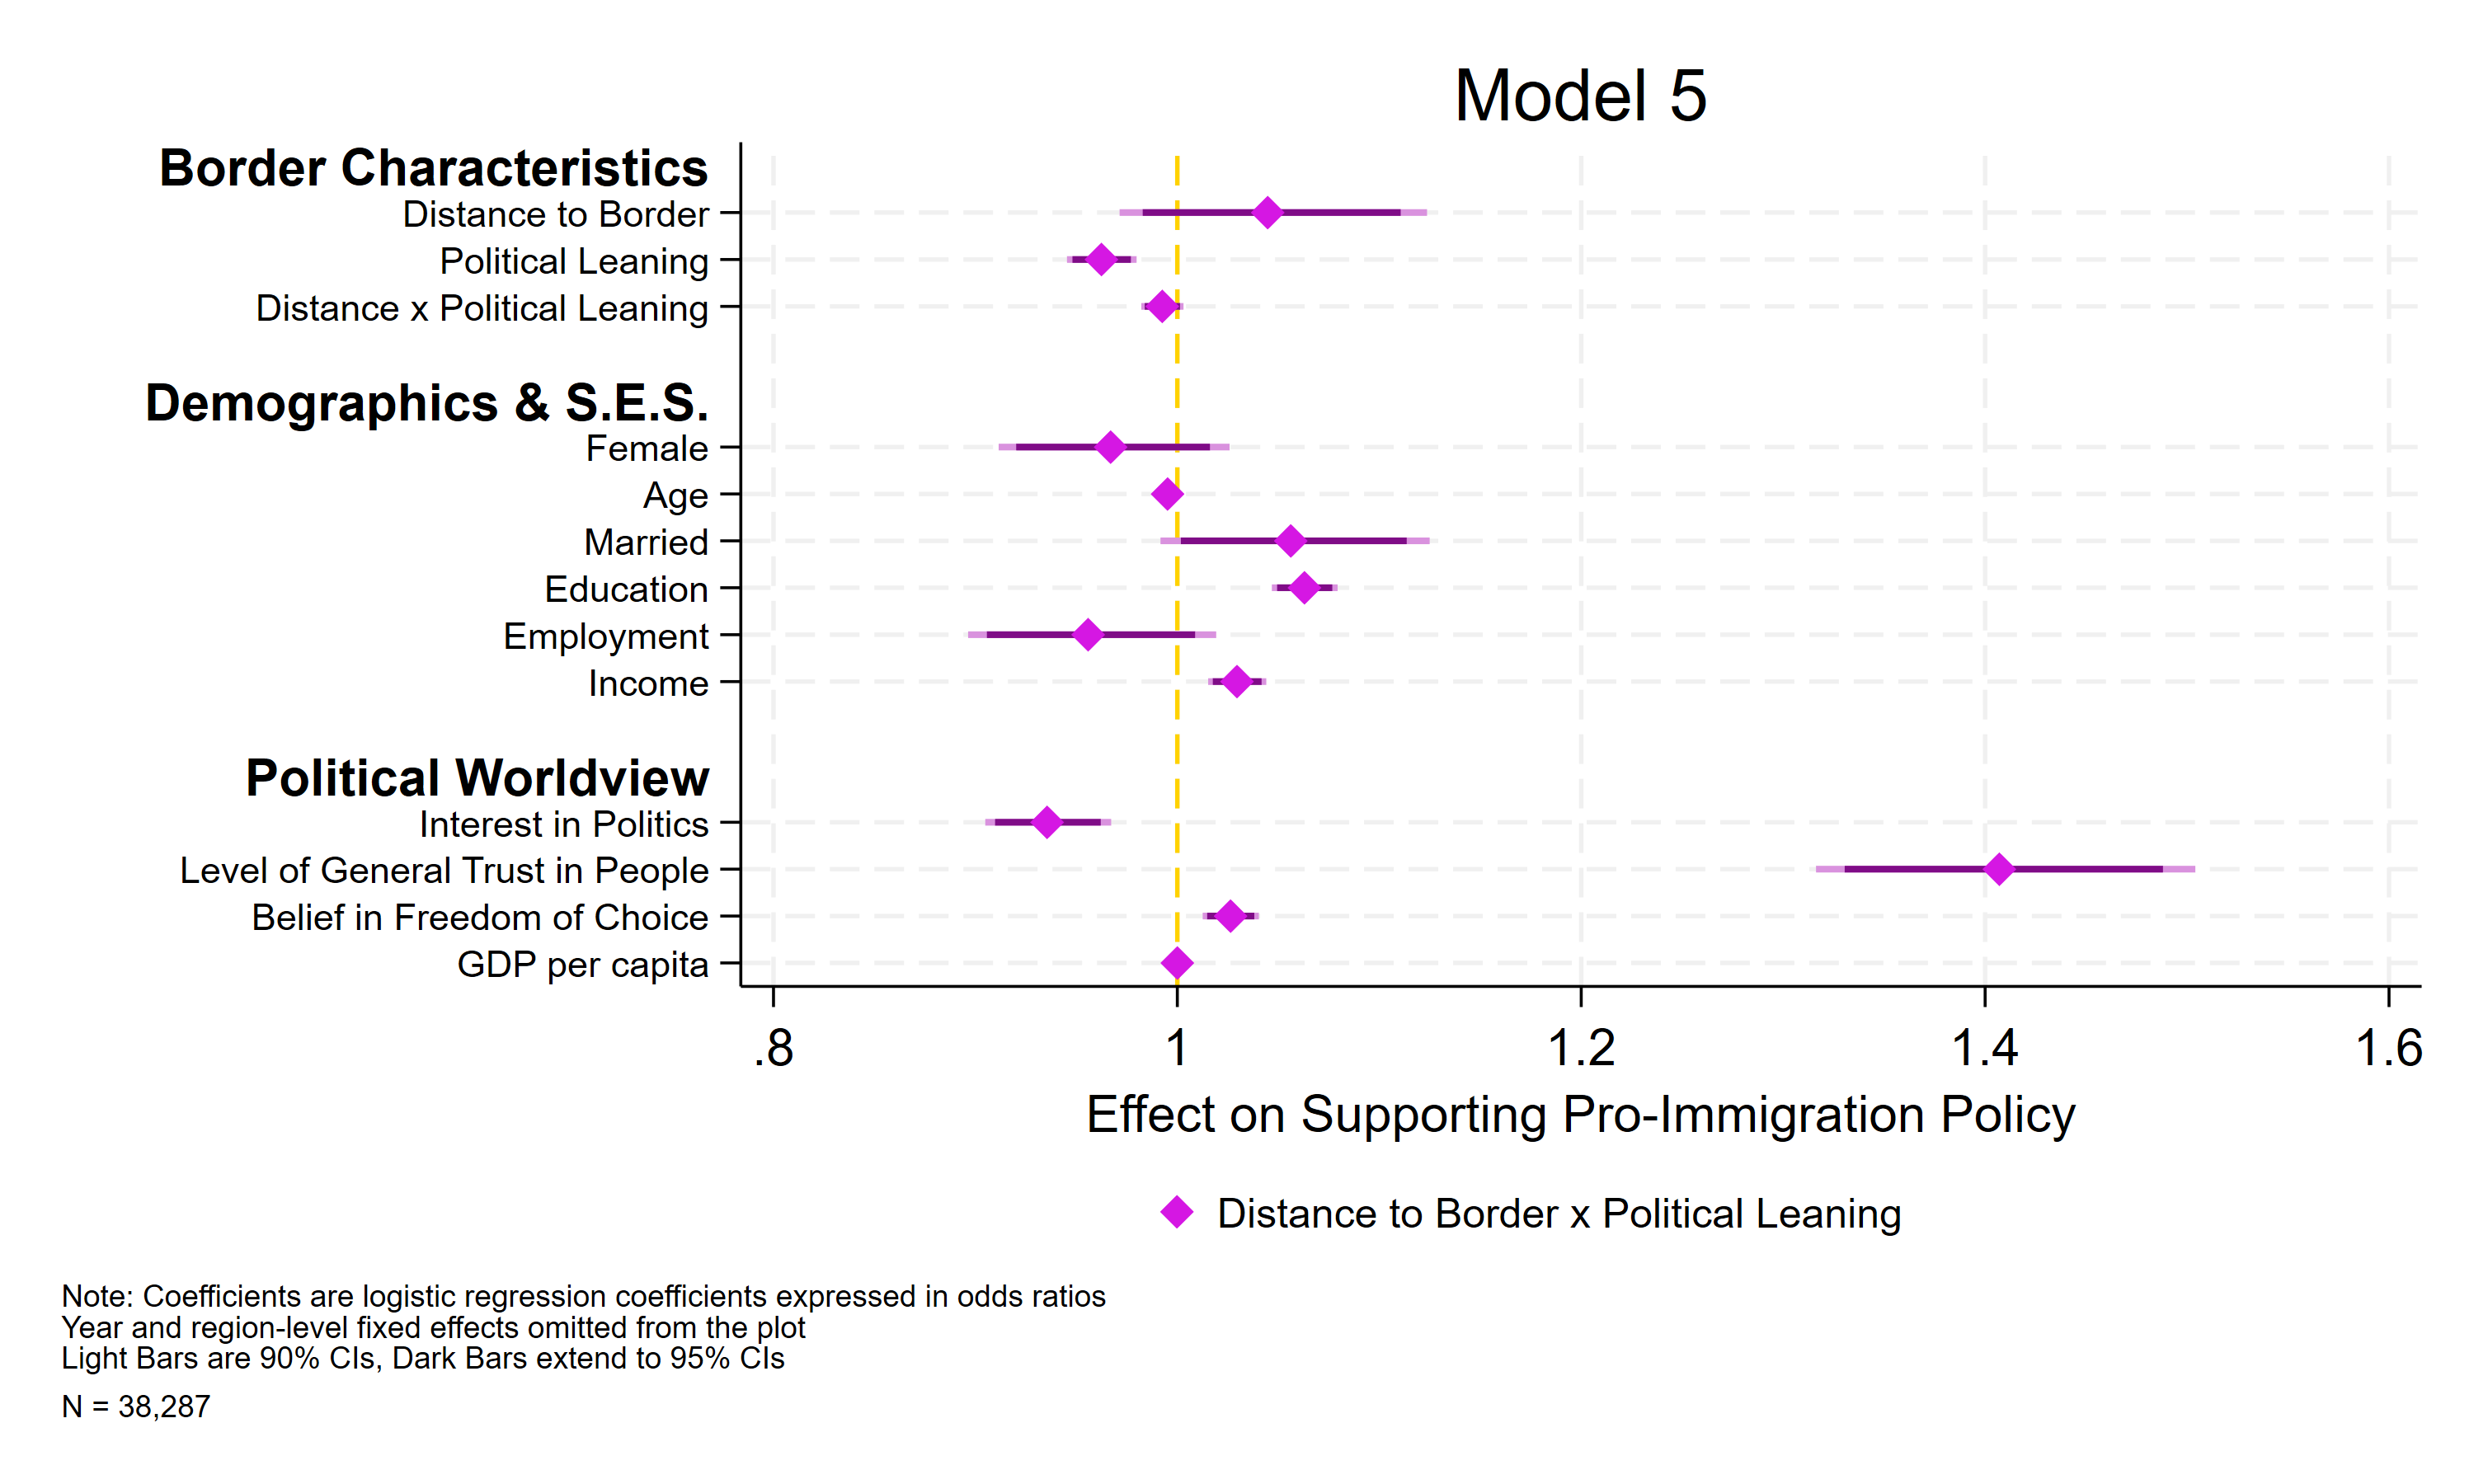 Model 5
Border Characteristics
Distance to Border
Political Leaning
Distance x Political Leaning
Demographics & S.E.S.
Female
Age
Married
Education
Employment
Income
Political Worldview
Interest in Politics
Level of General Trust in People
Belief in Freedom of Choice
GDP per capita
.8 1 1.2 1.4 1.6
Effect on Supporting Pro-Immigration Policy
Distance to Border x Political Leaning
Note: Coefficients are logistic regression coefficients expressed in odds ratios
Year and region-level fixed effects omitted from the plot
Light Bars are 90% CIs, Dark Bars extend to 95% CIs
N = 38,287